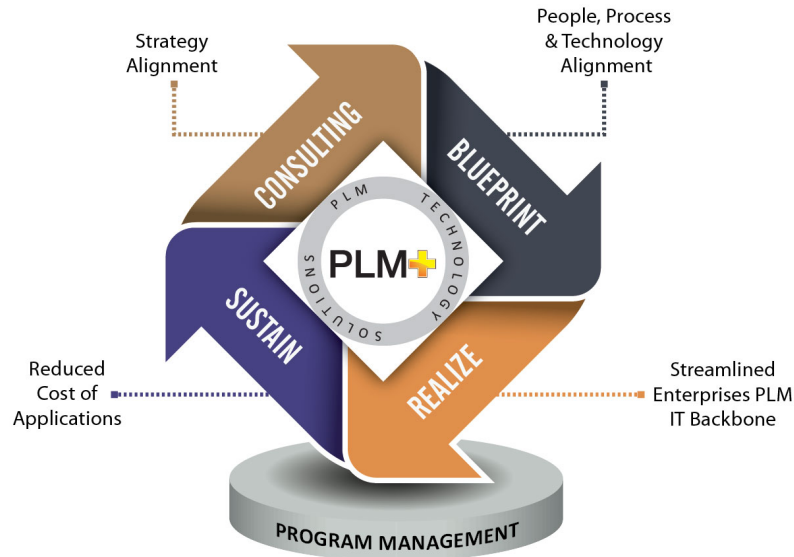 Strategy
Alignment
People, Process
& Technology
Alignment
CONSULTING
BLUEPRINT
PLM TECHNOLOGY SOLUTIONS
PLM+
SUSTAIN
REALIZE
Reduced
Cost of
Applications
Streamlined
Enterprises PLM
IT Backbone
PROGRAM MANAGEMENT